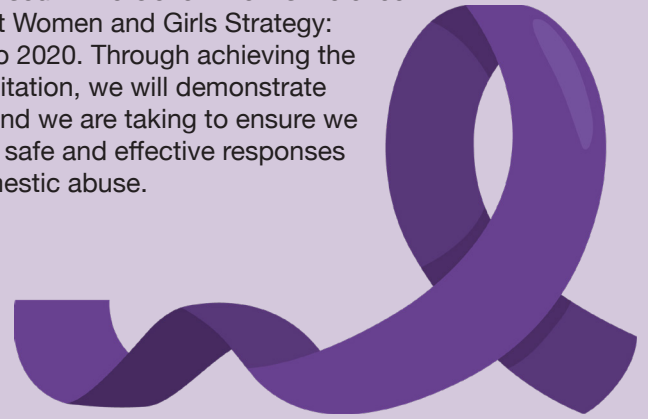 t Women and Girls Strategy:
o 2020. Through achieving the
itation, we will demonstrate
nd we are taking to ensure we
safe and effective responses
nestic abuse.